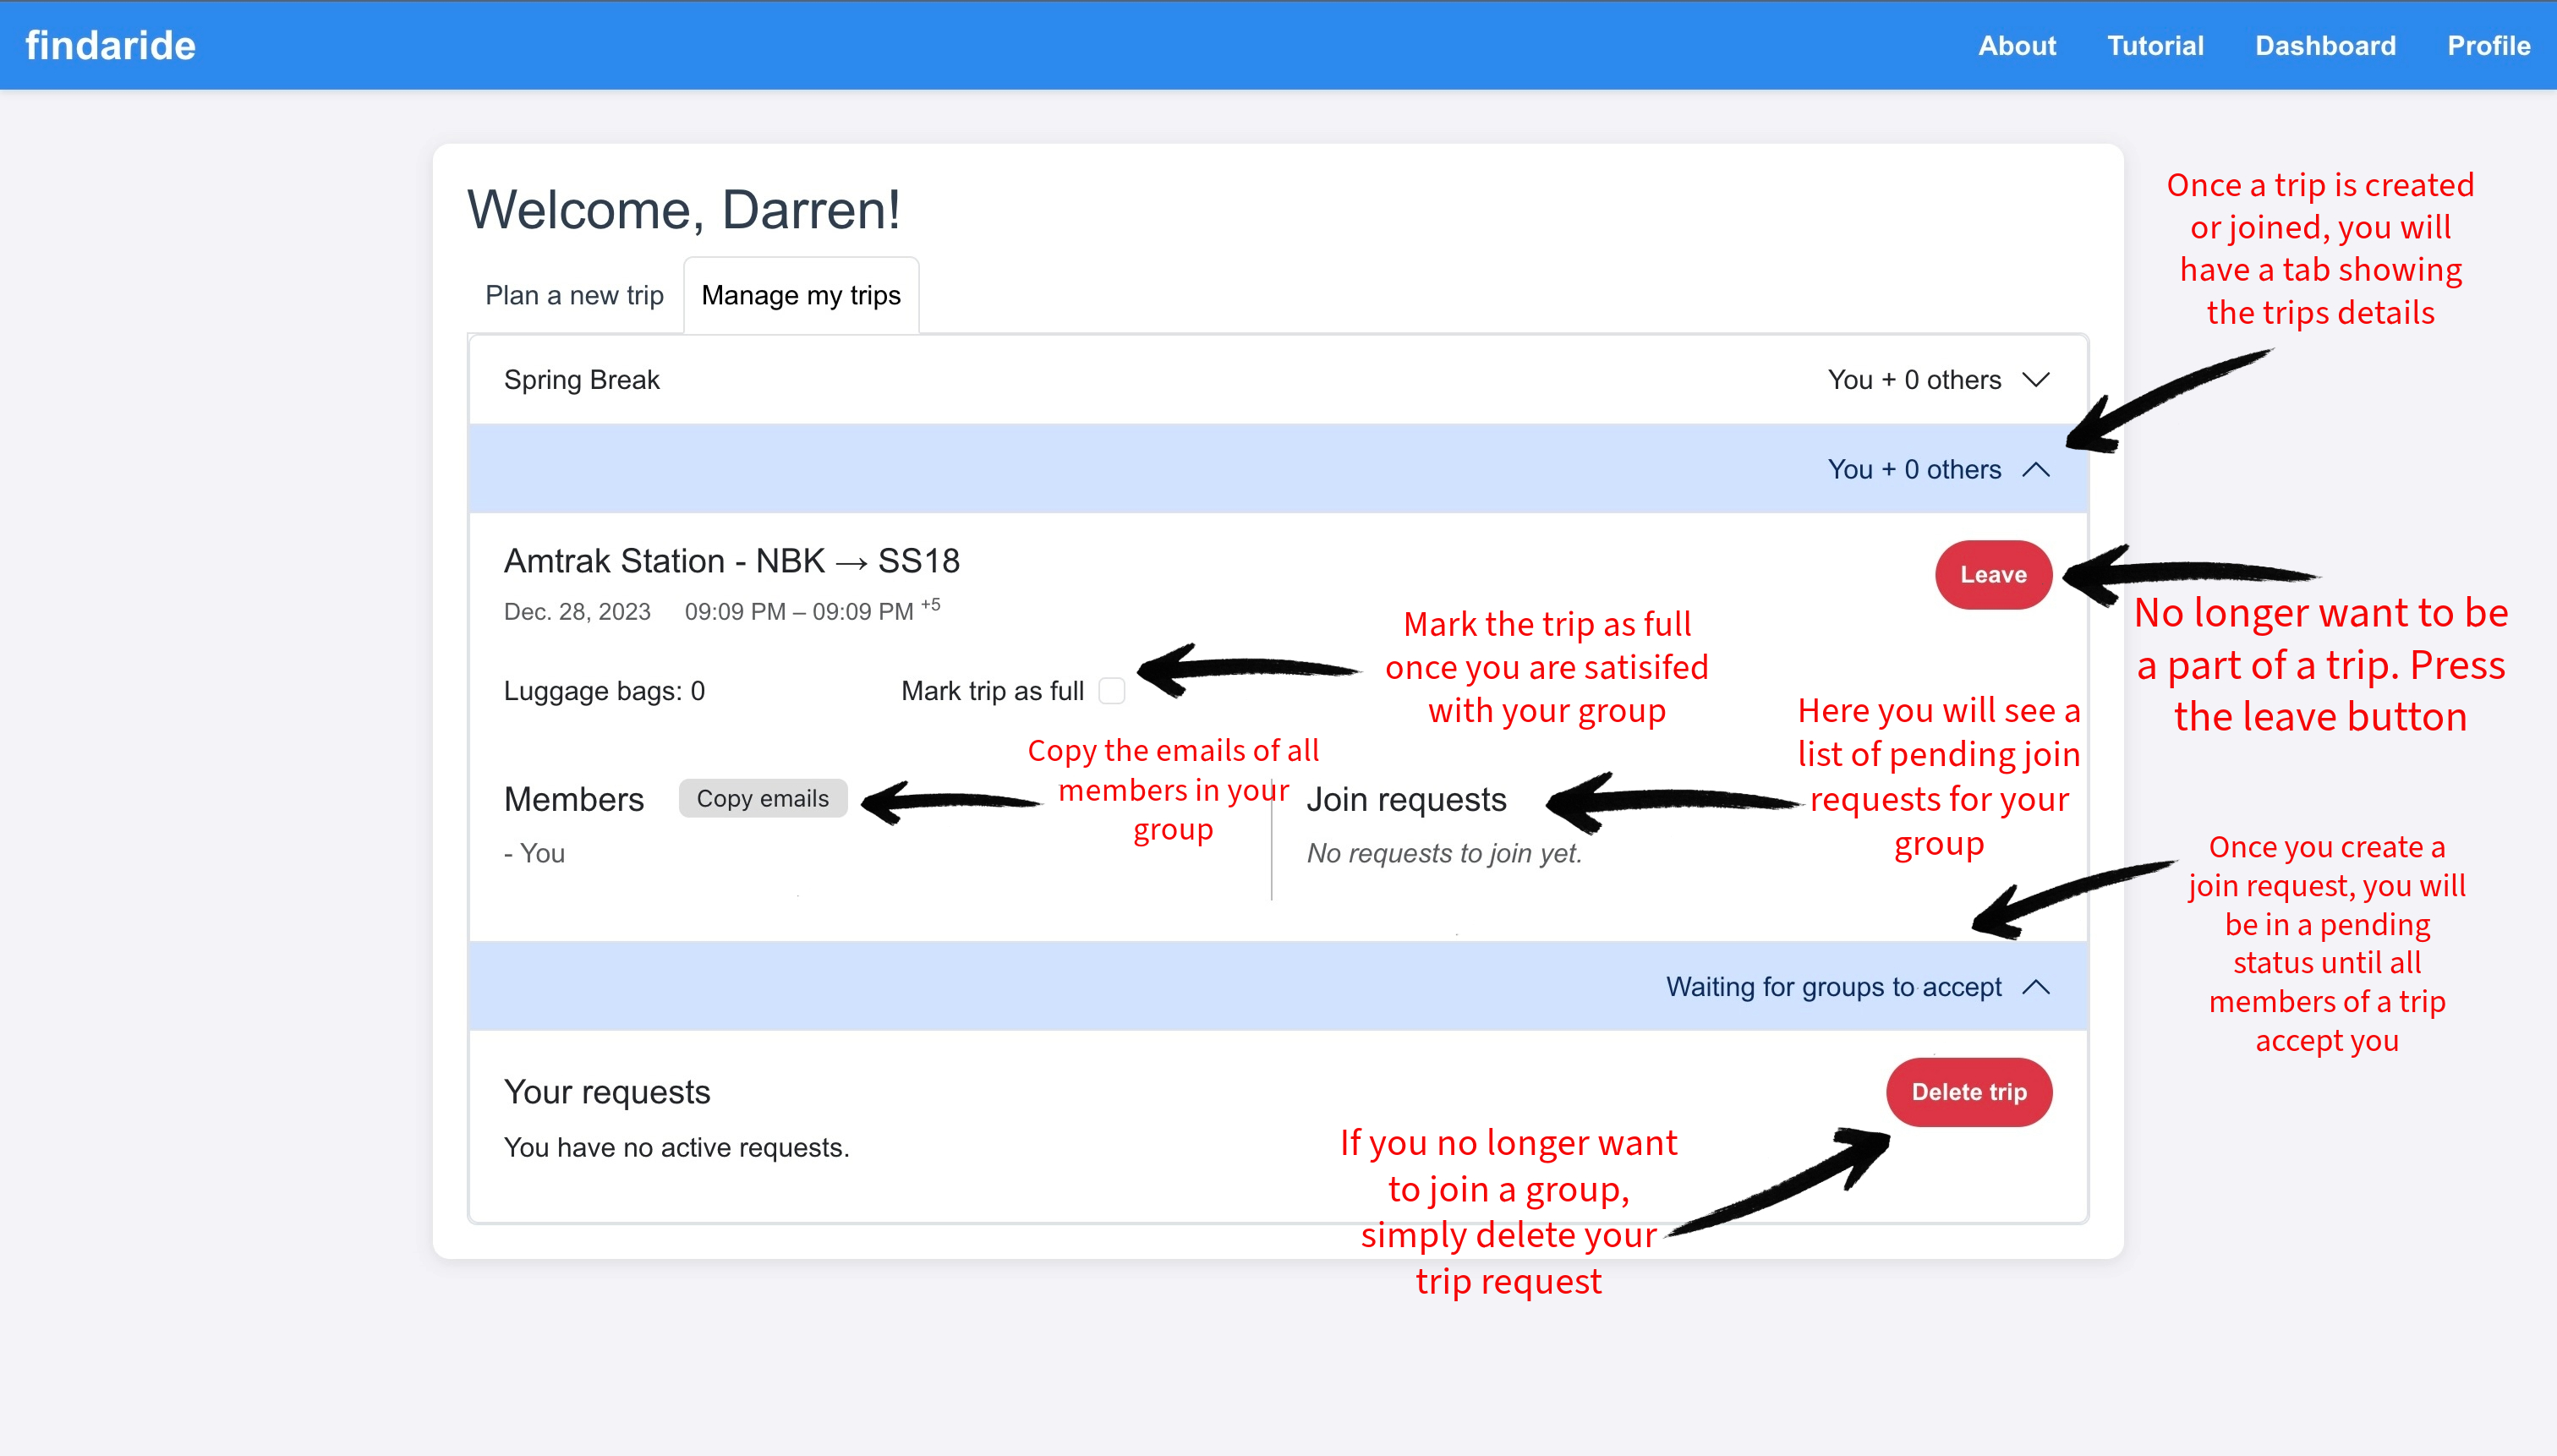 findaride
About
Tutorial
Dashboard
Profile
Welcome, Darren!
Plan a new trip
Manage my trips
Once a trip is created
or joined, you will
have a tab showing
the trips details
Spring Break
You + 0 others
You + 0 others
Amtrak Station - NBK → SS18
Leave
Dec. 28, 2023
09:09 PM – 09:09 PM +5
No longer want to be
a part of a trip. Press
the leave button
Mark the trip as full
once you are satisifed
with your group
Luggage bags: 0
Mark trip as full
Here you will see a
list of pending join
requests for your
group
Copy the emails of all
members in your
group
Members
Copy emails
- You
Join requests
No requests to join yet.
Once you create a
join request, you will
be in a pending
status until all
members of a trip
accept you
Waiting for groups to accept
Your requests
Delete trip
You have no active requests.
If you no longer want
to join a group,
simply delete your
trip request